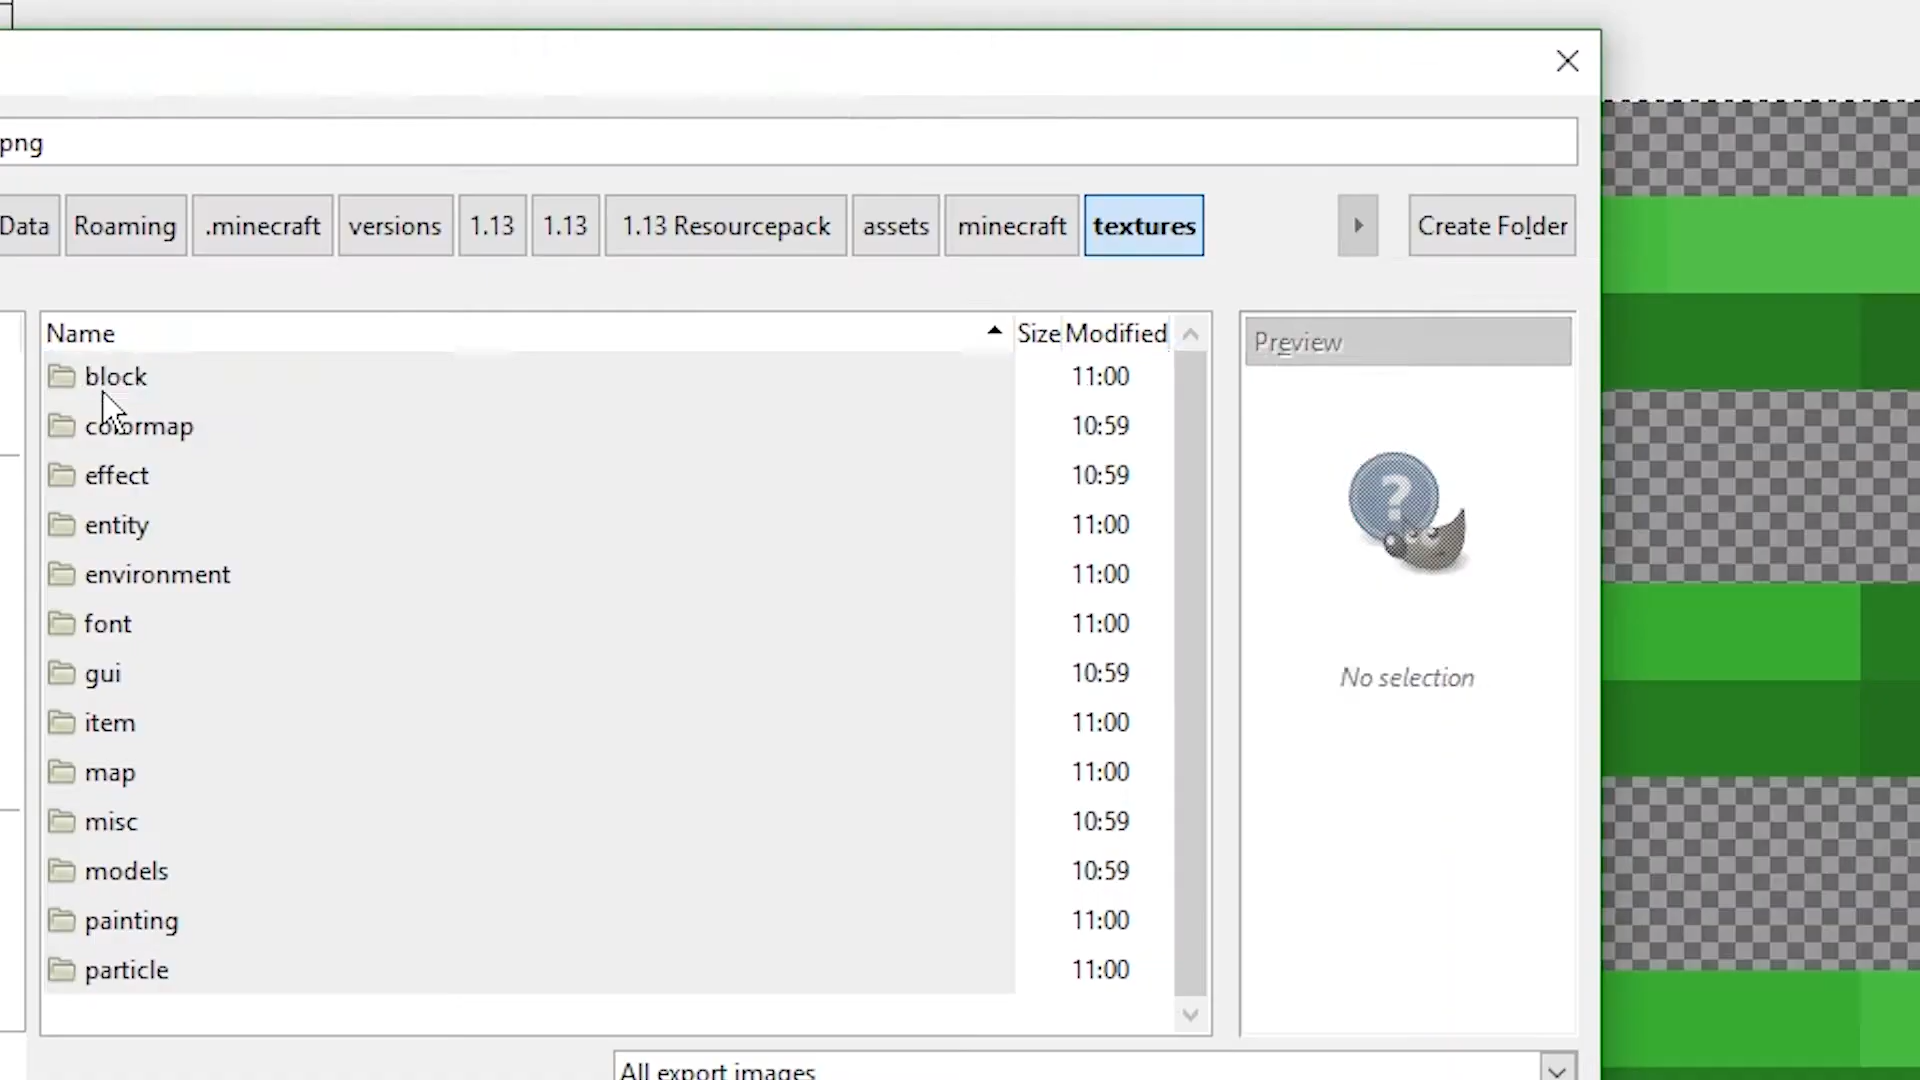 png
Data Roaming .minecraft versions 1.13 1.13 1.13 Resourcepack assets minecraft textures Create Folder
Name Size Modified
Preview
block 11:00
colormap 10:59
effect 10:59
entity 11:00
environment 11:00
font 11:00
gui 10:59
item 11:00
map 11:00
misc 10:59
models 10:59
painting 11:00
particle 11:00
No selection
All export images